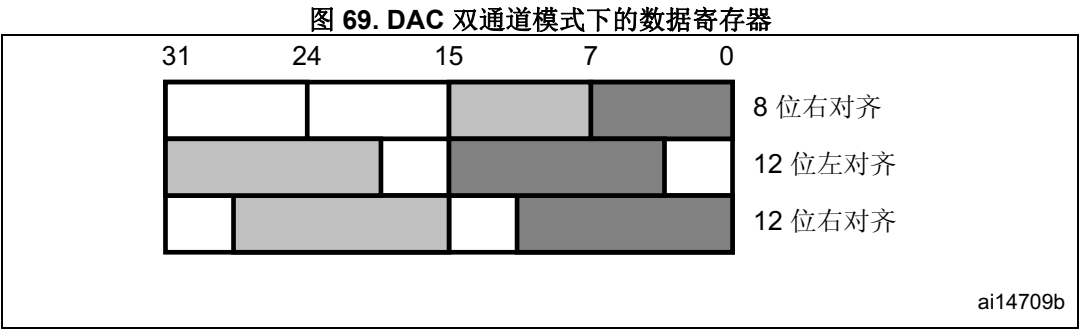 图 69. DAC 双通道模式下的数据寄存器
31 24 15 7 0
8 位右对齐
12 位左对齐
12 位右对齐
ai14709b